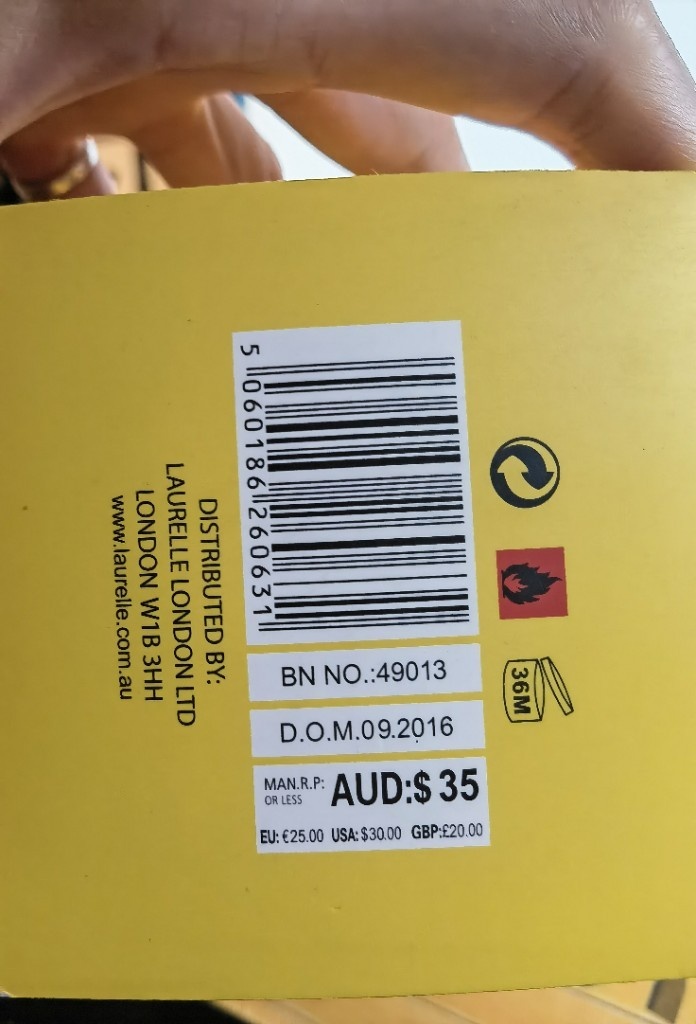 5 060186 260631
DISTRIBUTED BY:
LAURELLE LONDON LTD
LONDON W1B 3HH
www.laurelle.com.au
36M
BN NO.:49013
D.O.M.09.2016
MAN.R.P: AUD:$ 35
OR LESS
EU: €25.00 USA: $30.00 GBP:£20.00